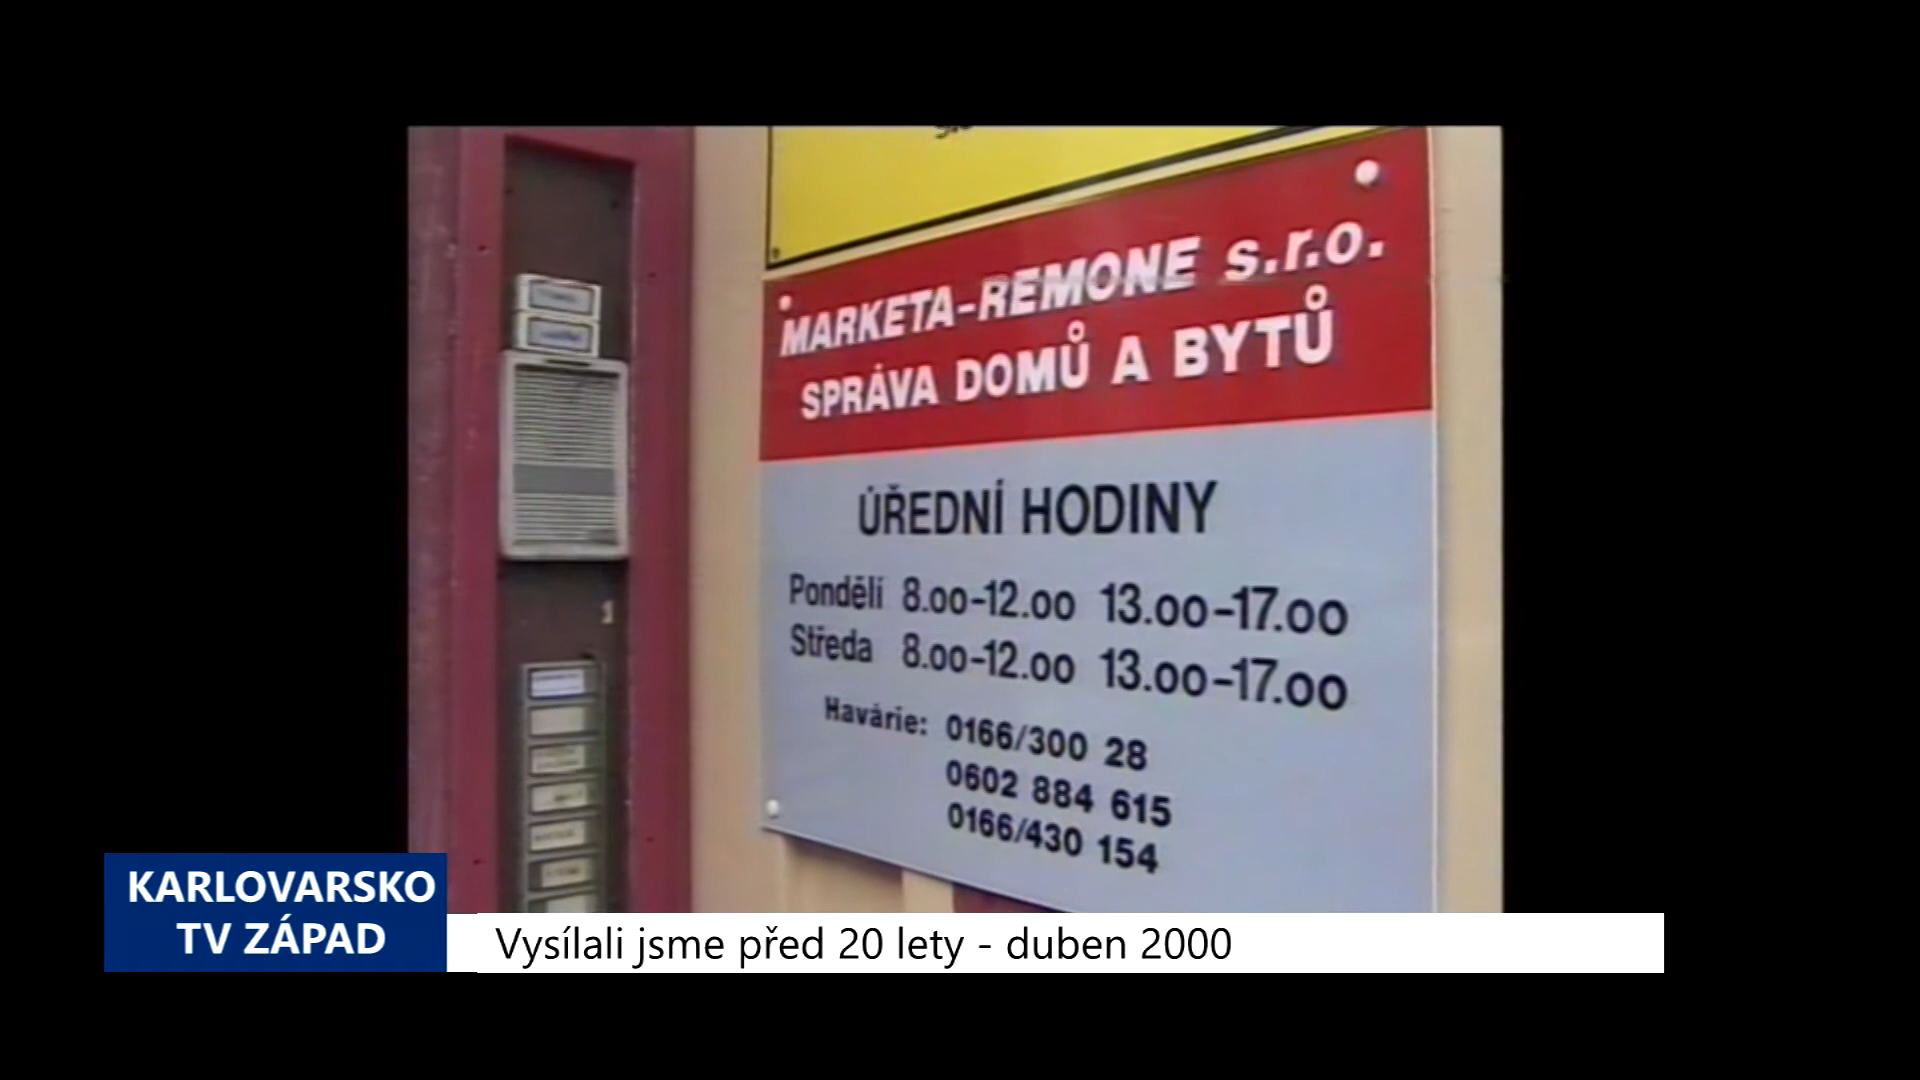 MARKETA-REMONE s.r.o.
SPRÁVA DOMŮ A BYTŮ
ÚŘEDNÍ HODINY
Pondělí 8.00-12.00 13.00-17.00
Středa 8.00-12.00 13.00-17.00
Havárie: 0166/300 28
0602 884 615
0166/430 154
1
KARLOVARSKO
TV ZÁPAD
Vysílali jsme před 20 lety - duben 2000